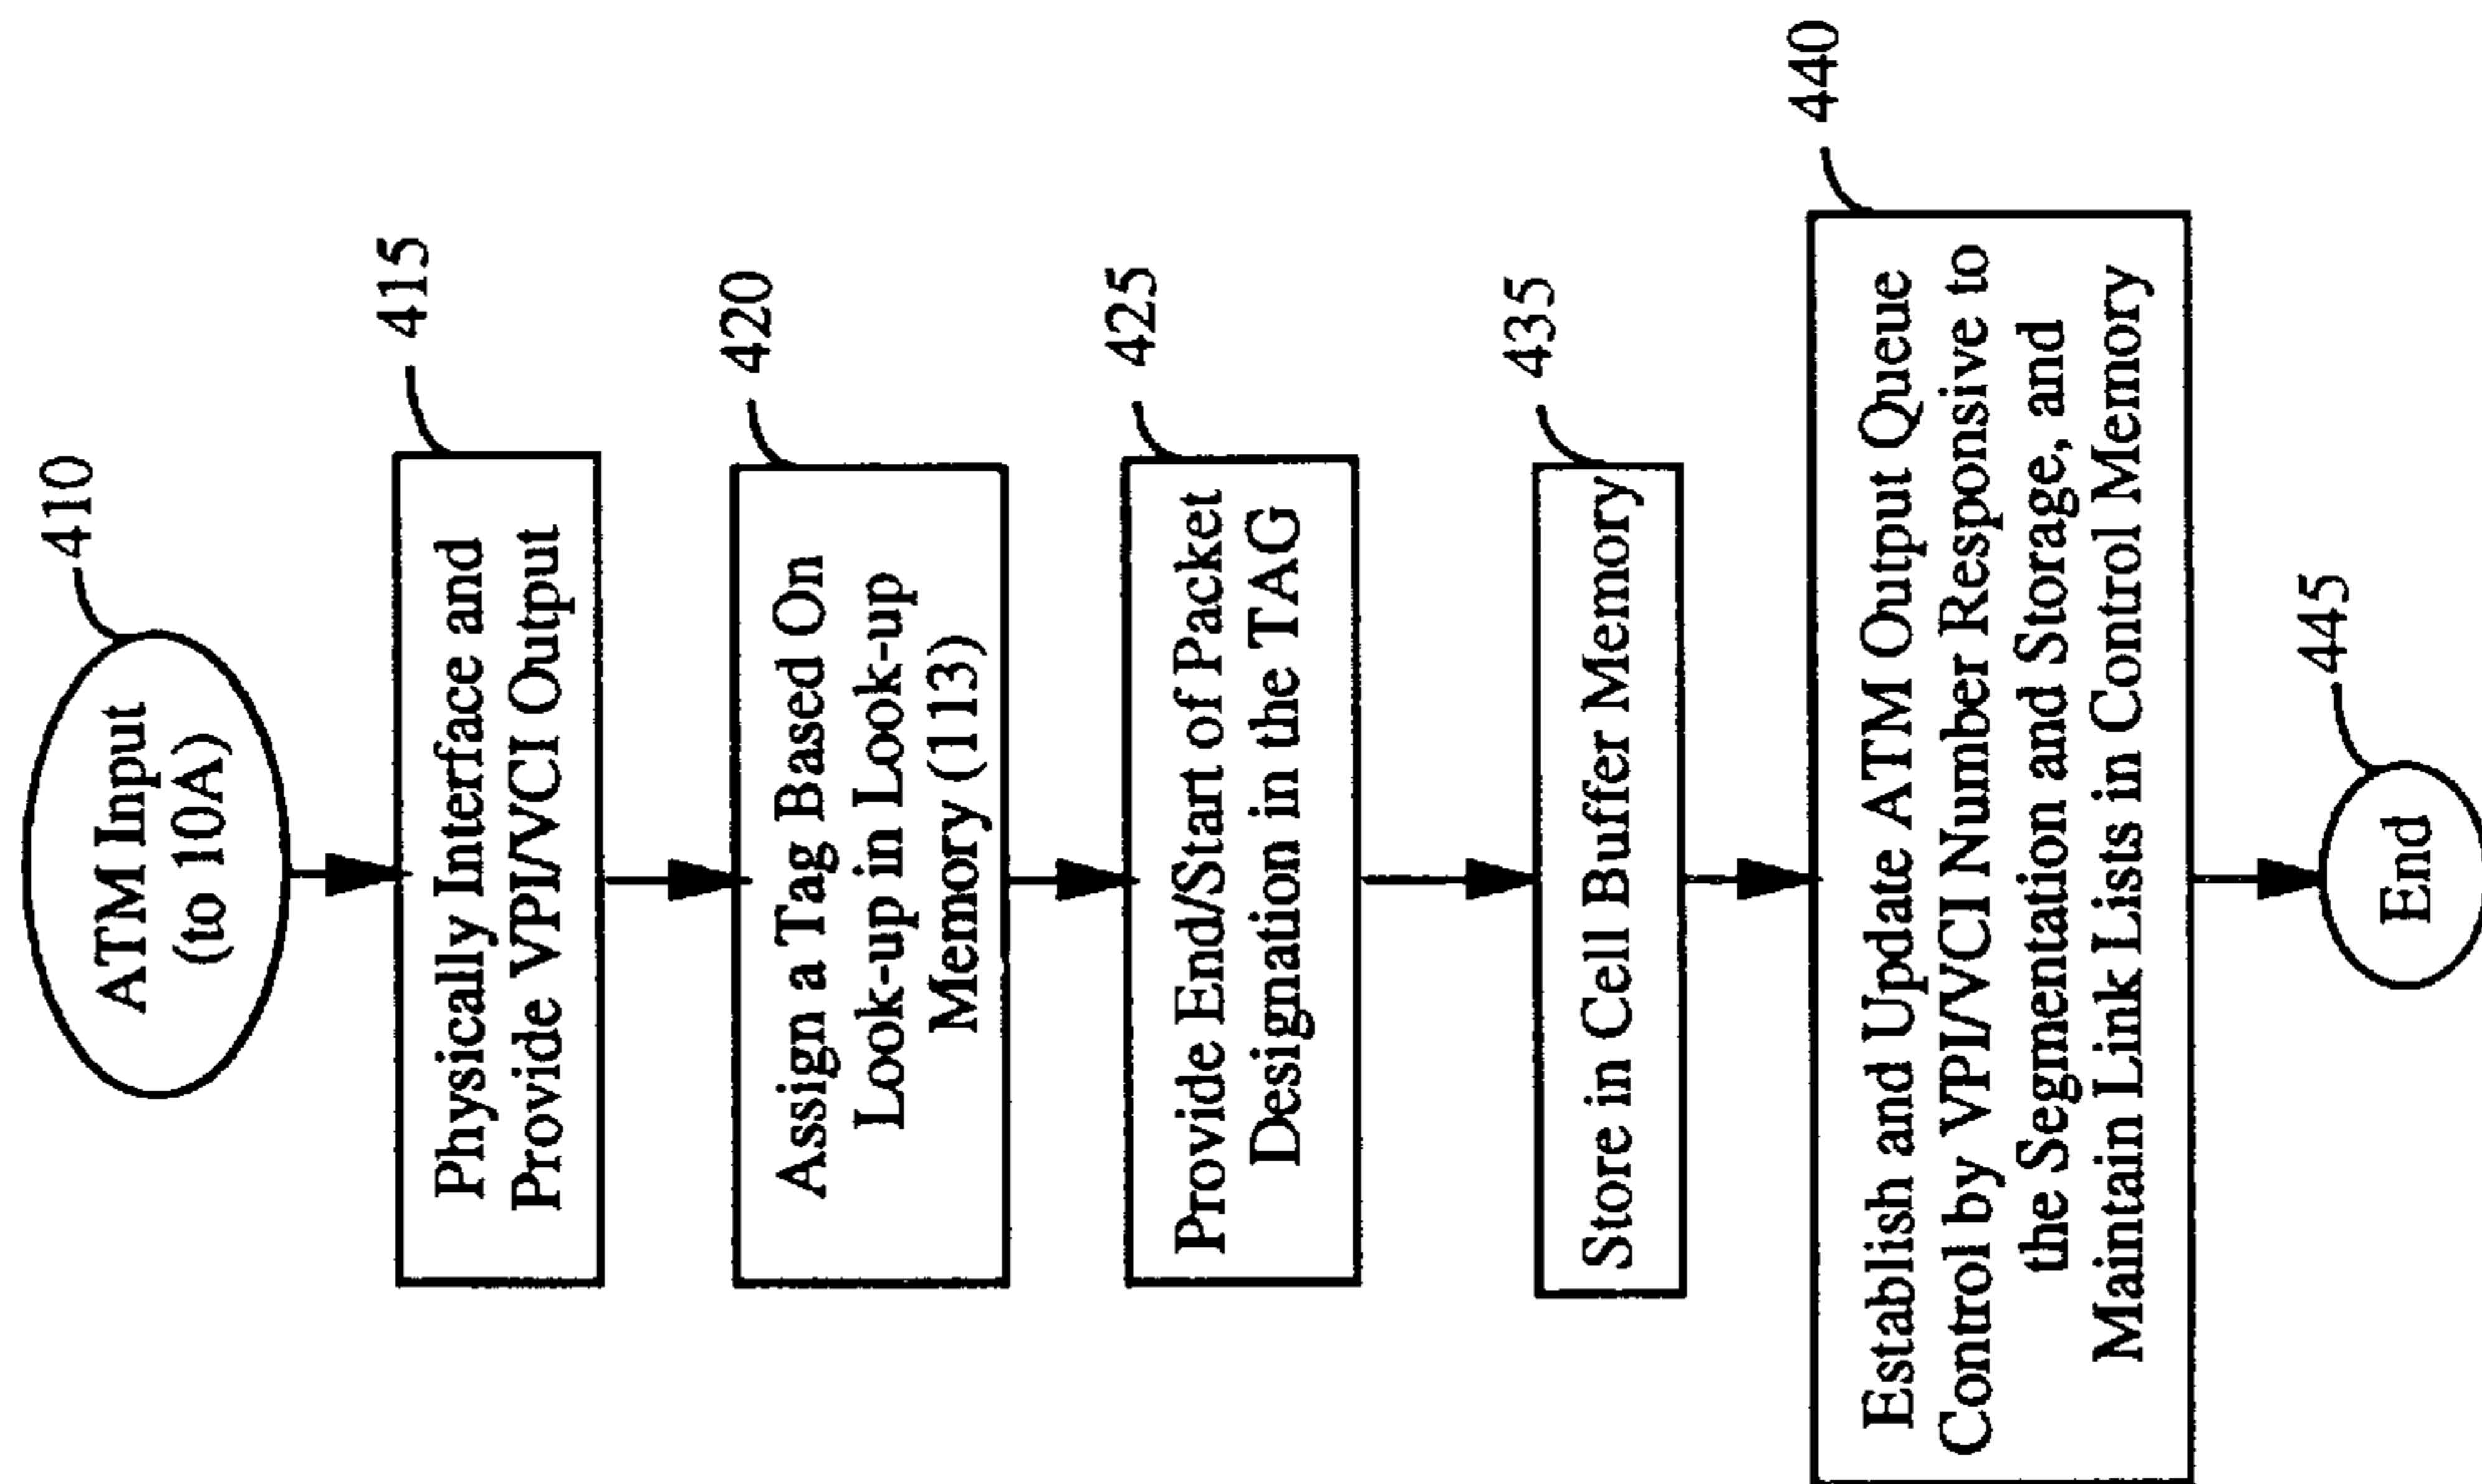 410
ATM Input
(to 10A)
415
Physically Interface and
Provide VPI/VCI Output
420
Assign a Tag Based On
Look-up in Look-up
Memory (113)
425
Provide End/Start of Packet
Designation in the TAG
435
Store in Cell Buffer Memory
440
Establish and Update ATM Output Queue
Control by VPI/VCI Number Responsive to
the Segmentation and Storage, and
Maintain Link Lists in Control Memory
445
End